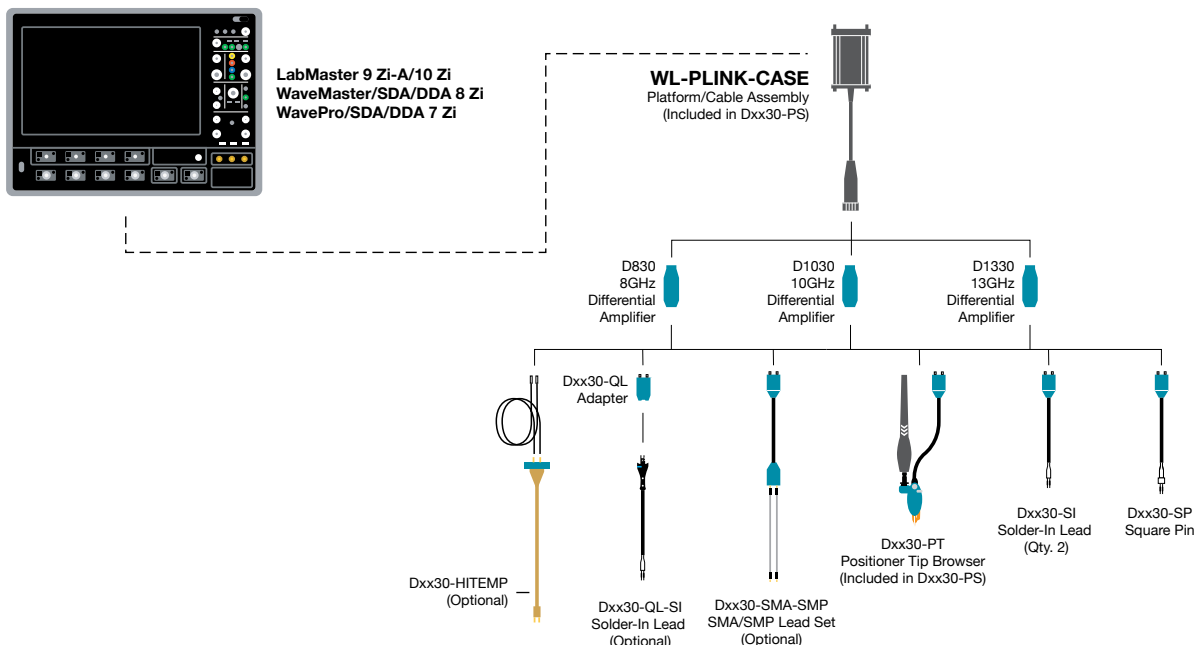 LabMaster 9 Zi-A/10 Zi
WaveMaster/SDA/DDA 8 Zi
WavePro/SDA/DDA 7 Zi
WL-PLINK-CASE
Platform/Cable Assembly
(Included in Dxx30-PS)
D830
8GHz
Differential
Amplifier
D1030
10GHz
Differential
Amplifier
D1330
13GHz
Differential
Amplifier
Dxx30-QL
Adapter
Dxx30-HITEMP
(Optional)
Dxx30-QL-SI
Solder-In Lead
(Optional)
Dxx30-SMA-SMP
SMA/SMP Lead Set
(Optional)
Dxx30-PT
Positioner Tip Browser
(Included in Dxx30-PS)
Dxx30-SI
Solder-In Lead
(Qty. 2)
Dxx30-SP
Square Pin